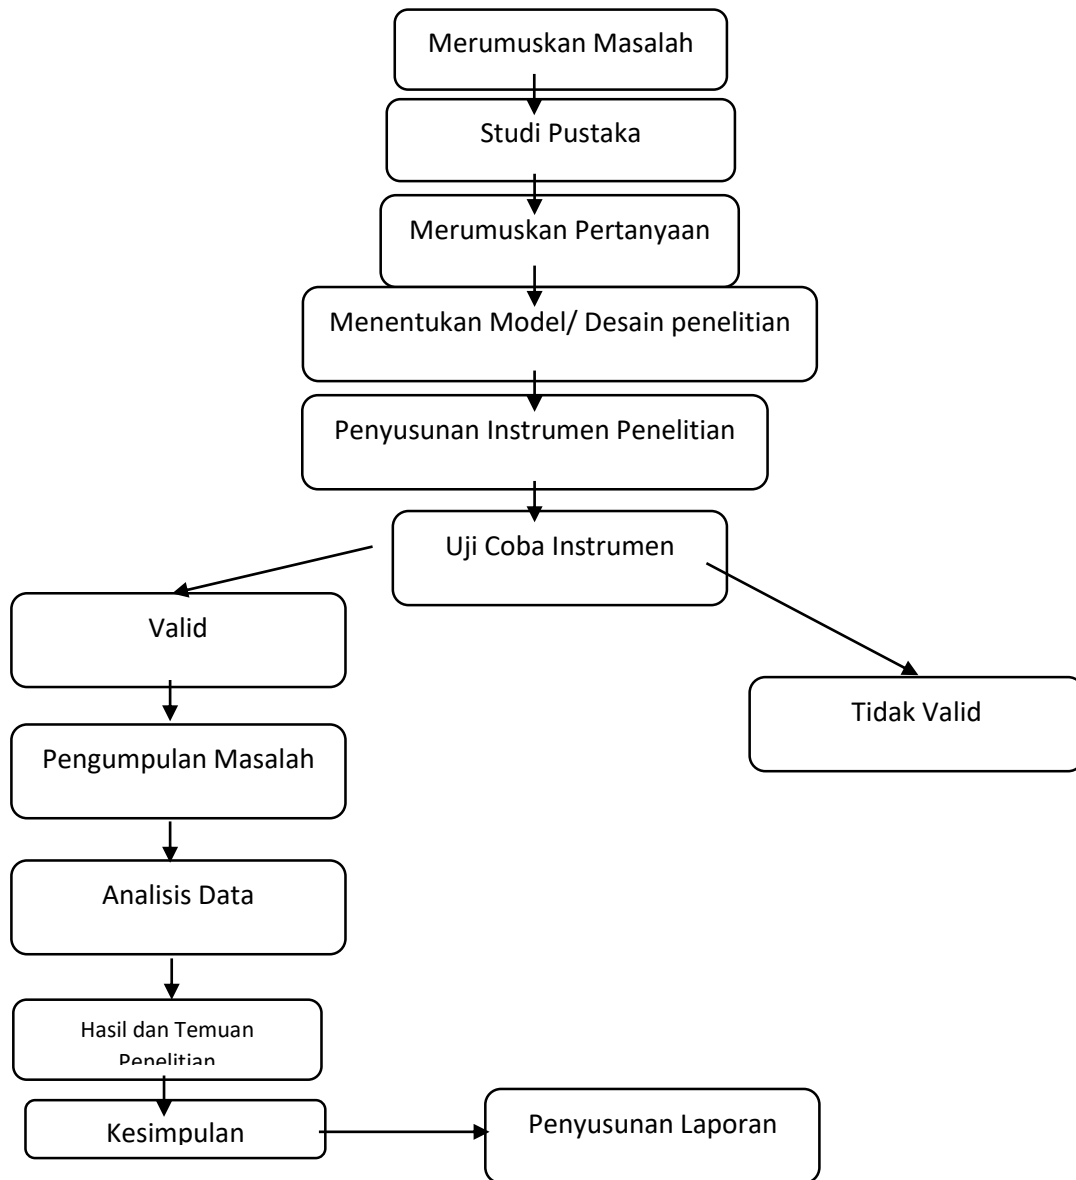 Merumuskan Masalah
Studi Pustaka
Merumuskan Pertanyaan
Menentukan Model/ Desain penelitian
Penyusunan Instrumen Penelitian
Uji Coba Instrumen
Valid
Tidak Valid
Pengumpulan Masalah
Analisis Data
Hasil dan Temuan
Penelitian
Kesimpulan
Penyusunan Laporan